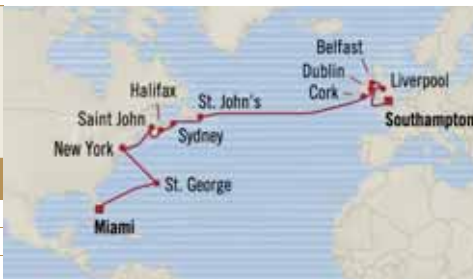 Belfast
Dublin
Liverpool
Cork
Southampton
Halifax
St. John's
Saint John
Sydney
New York
St. George
Miami